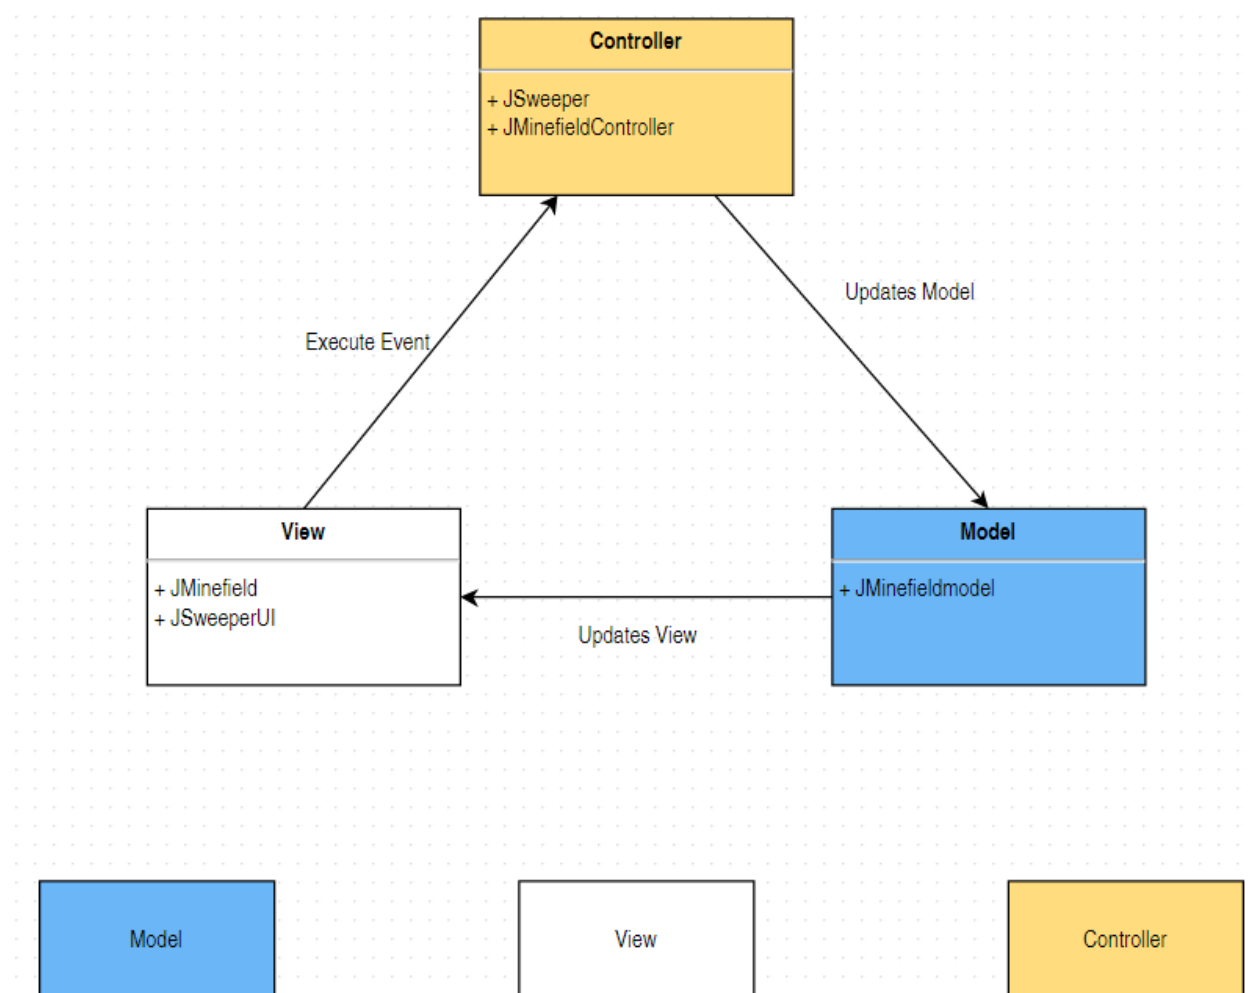 Controller
+ JSweeper
+ JMinefieldController
Updates Model
Execute Event
View
+ JMinefield
+ JSweeperUI
Model
+ JMinefieldmodel
Updates View
Model
View
Controller